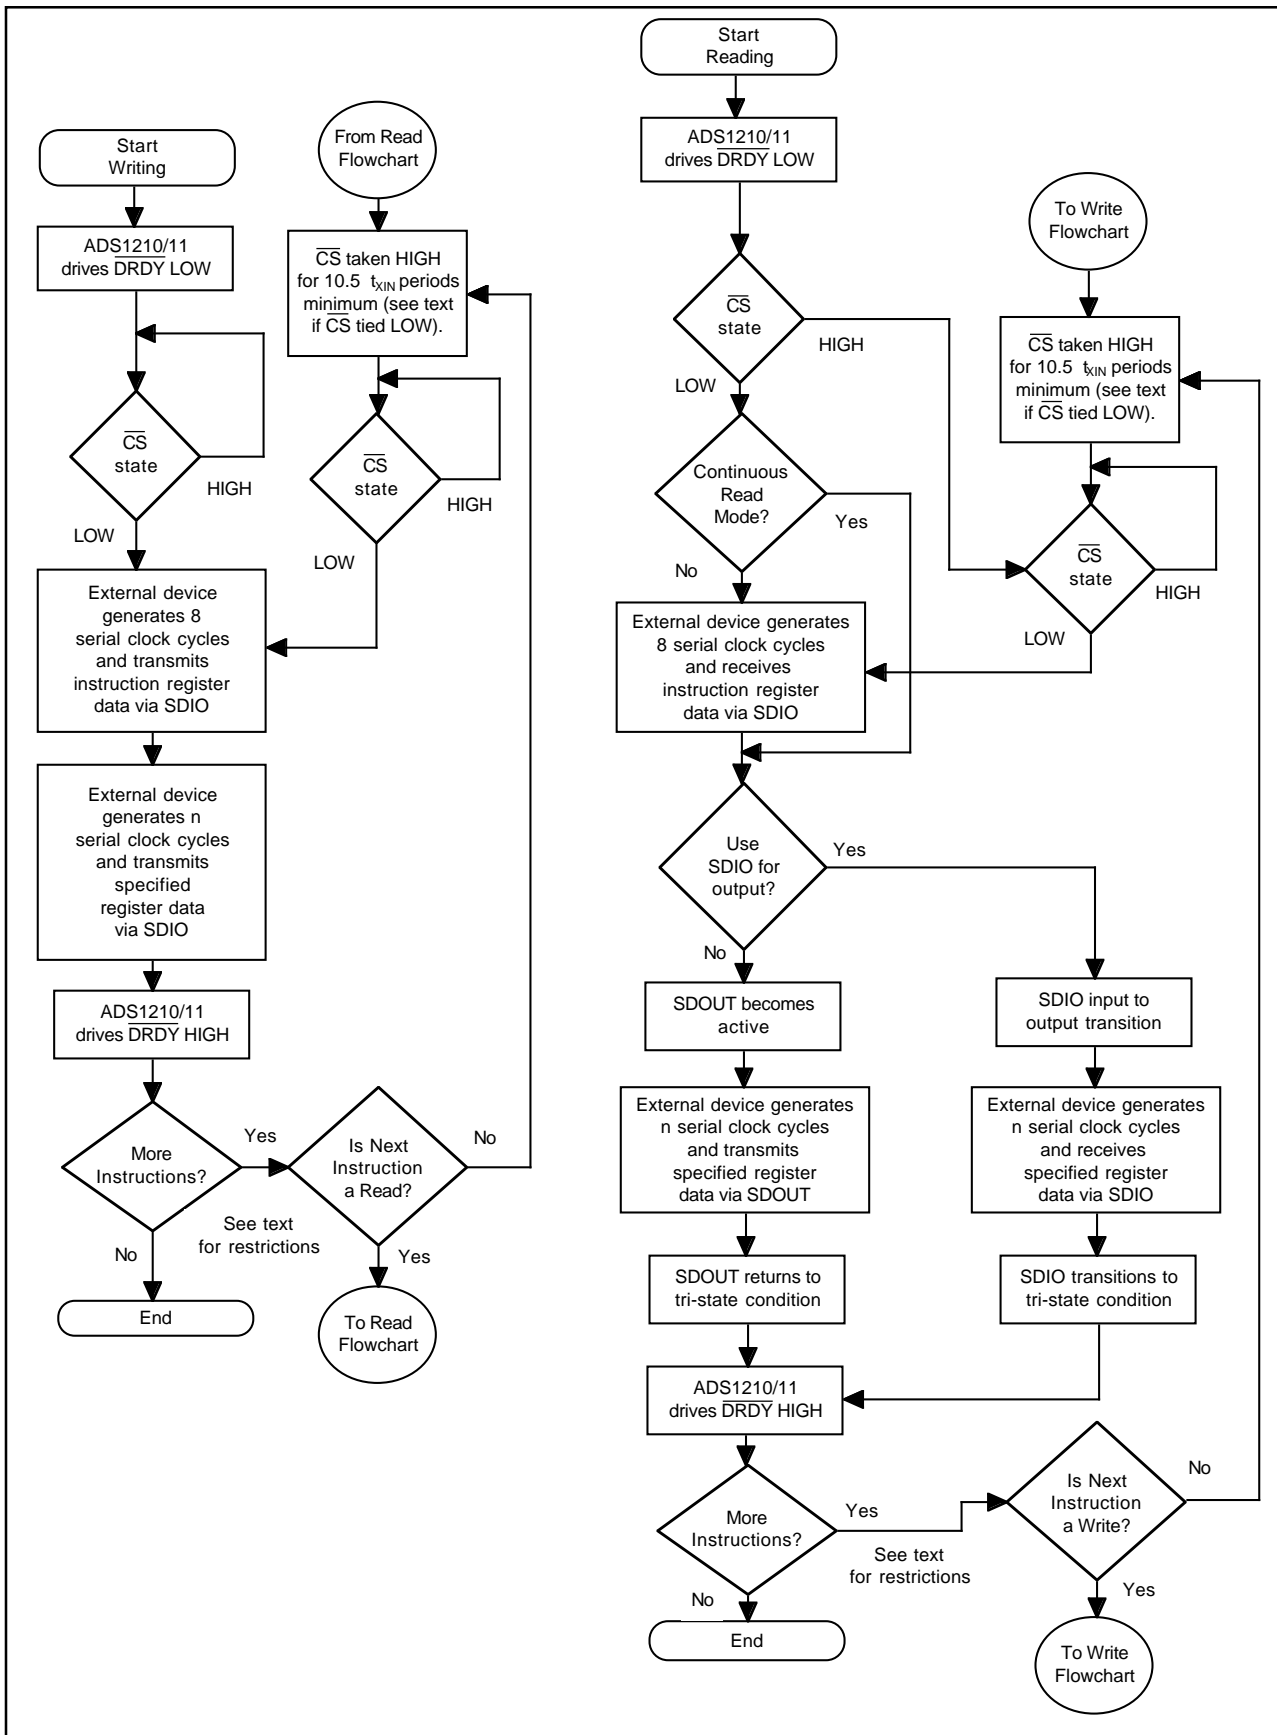 Start
Writing
ADS1210/11
drives DRDY LOW
CS
state
HIGH
LOW
External device
generates 8
serial clock cycles
and transmits
instruction register
data via SDIO
External device
generates n
serial clock cycles
and transmits
specified
register data
via SDIO
ADS1210/11
drives DRDY HIGH
More
Instructions?
Yes
No
End
See text
for restrictions
Is Next
Instruction
a Read?
No
Yes
To Read
Flowchart
From Read
Flowchart
CS taken HIGH
for 10.5 tXIN periods
minimum (see text
if CS tied LOW).
CS
state
HIGH
LOW
Start
Reading
ADS1210/11
drives DRDY LOW
CS
state
HIGH
LOW
Continuous
Read
Mode?
Yes
No
External device generates
8 serial clock cycles
and receives
instruction register
data via SDIO
Use
SDIO for
output?
Yes
No
SDOUT becomes
active
External device generates
n serial clock cycles
and transmits
specified register
data via SDOUT
SDOUT returns to
tri-state condition
SDIO input to
output transition
External device generates
n serial clock cycles
and receives
specified register
data via SDIO
SDIO transitions to
tri-state condition
ADS1210/11
drives DRDY HIGH
More
Instructions?
Yes
No
End
See text
for restrictions
Is Next
Instruction
a Write?
No
Yes
To Write
Flowchart
To Write
Flowchart
CS taken HIGH
for 10.5 tXIN periods
minimum (see text
if CS tied LOW).
CS
state
HIGH
LOW